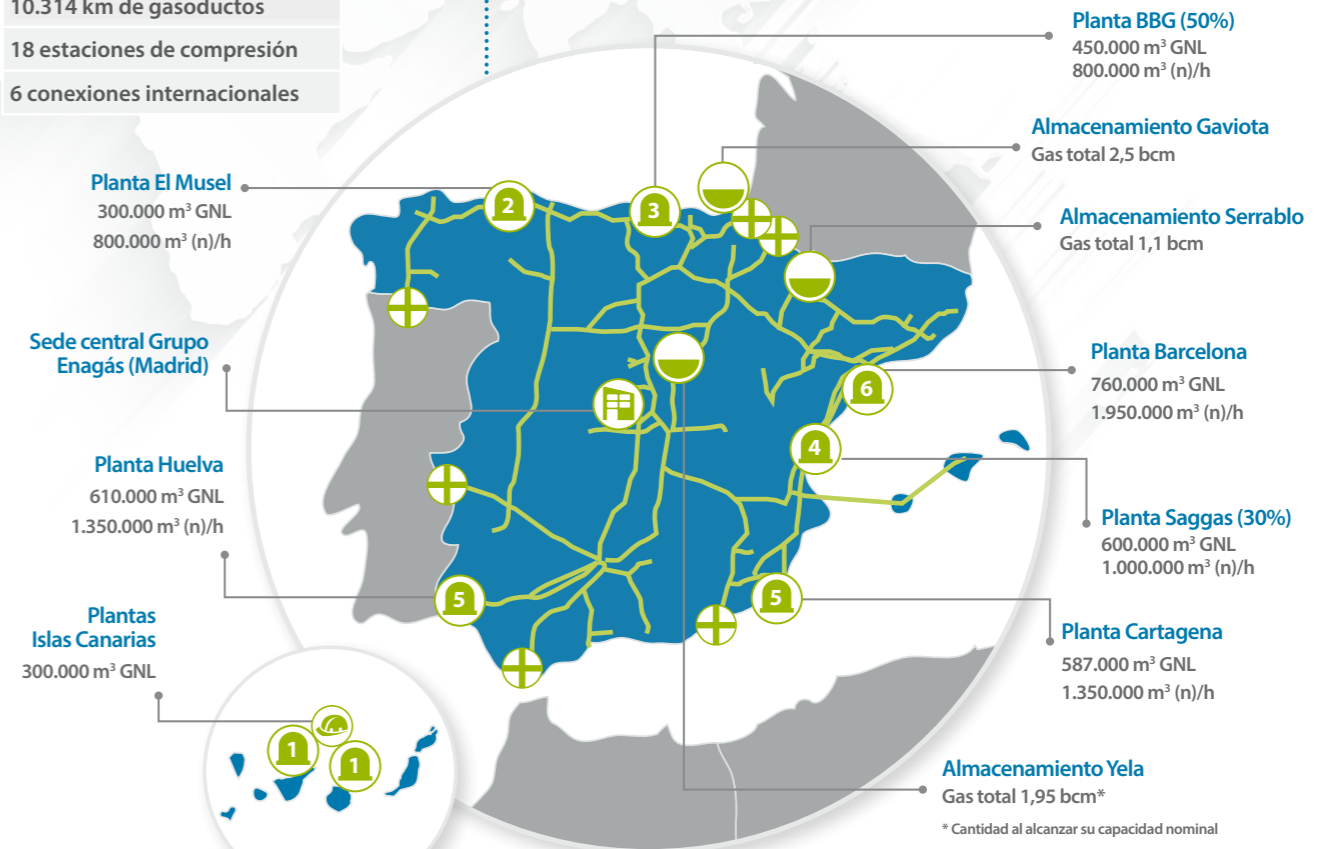 10.314 km de gasoductos
18 estaciones de compresión
6 conexiones internacionales
Planta BBG (50%)
450.000 m³ GNL
800.000 m³ (n)/h
Almacenamiento Gaviota
Gas total 2,5 bcm
Almacenamiento Serrablo
Gas total 1,1 bcm
Planta El Musel
300.000 m³ GNL
800.000 m³ (n)/h
2
3
Sede central Grupo
Enagás (Madrid)
Planta Barcelona
760.000 m³ GNL
1.950.000 m³ (n)/h
6
4
Planta Huelva
610.000 m³ GNL
1.350.000 m³ (n)/h
Planta Saggas (30%)
600.000 m³ GNL
1.000.000 m³ (n)/h
5
5
Plantas
Islas Canarias
300.000 m³ GNL
Planta Cartagena
587.000 m³ GNL
1.350.000 m³ (n)/h
1
1
Almacenamiento Yela
Gas total 1,95 bcm*
* Cantidad al alcanzar su capacidad nominal